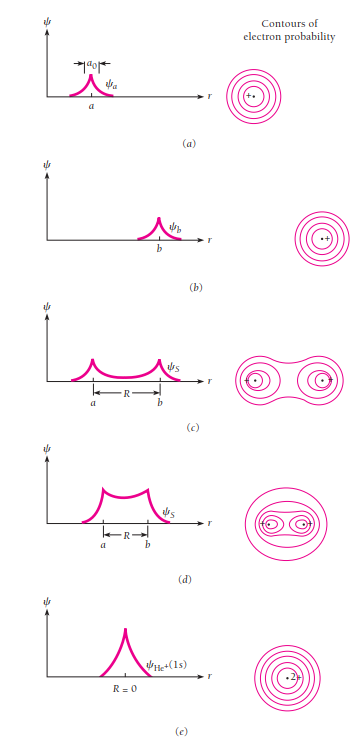 Contours of
electron probability
ψ
a₀
ψa
r
a
+
(a)
ψ
ψb
r
b
+
(b)
ψ
ψS
r
R
a
b
+
+
(c)
ψ
ψS
r
R
a
b
+
+
(d)
ψ
ψHe⁺(1s)
r
R = 0
2+
(e)